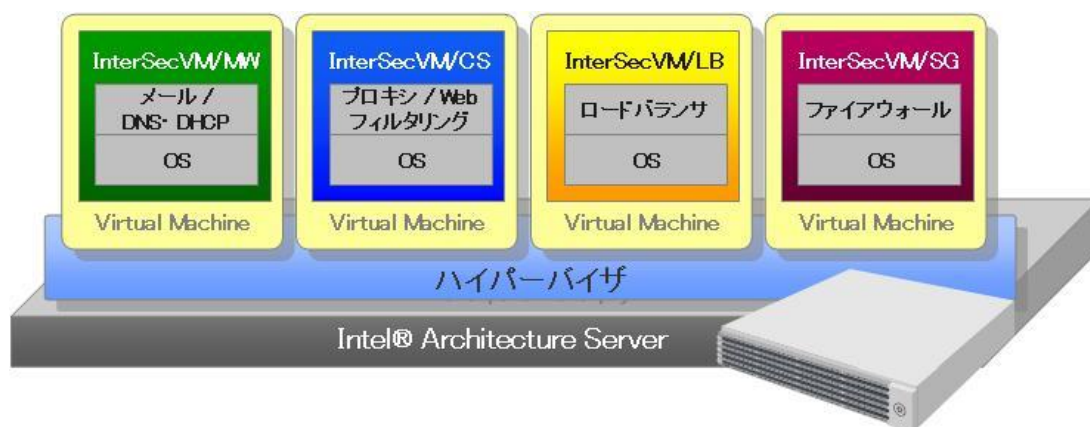 InterSecVM/MW
メール /
DNS・DHCP
OS
Virtual Machine
InterSecVM/CS
プロキシ / Web
フィルタリング
OS
Virtual Machine
InterSecVM/LB
ロードバランサ
OS
Virtual Machine
InterSecVM/SG
ファイアウォール
OS
Virtual Machine
ハイパーバイザ
Intel® Architecture Server